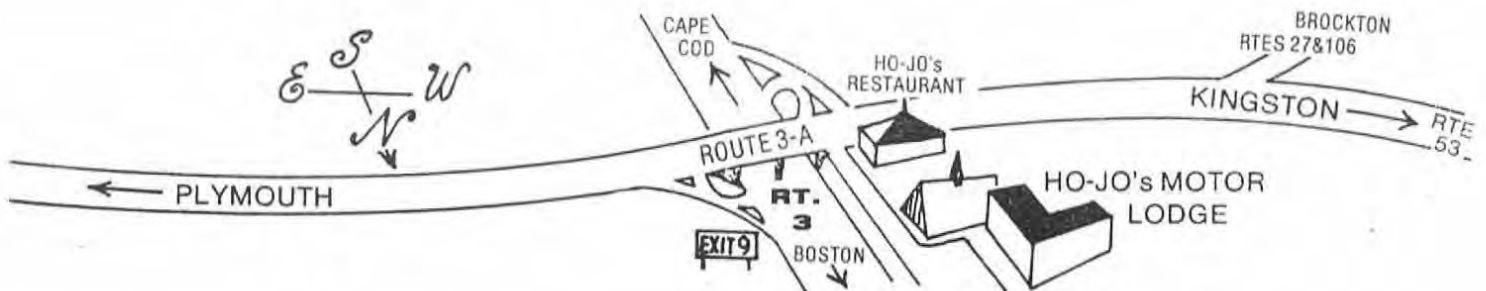 E S W N
CAPE
COD
HO-JO's
RESTAURANT
BROCKTON
RTES 27&106
KINGSTON
RTE
53
ROUTE 3-A
PLYMOUTH
RT.
3
EXIT 9
BOSTON
HO-JO's MOTOR
LODGE